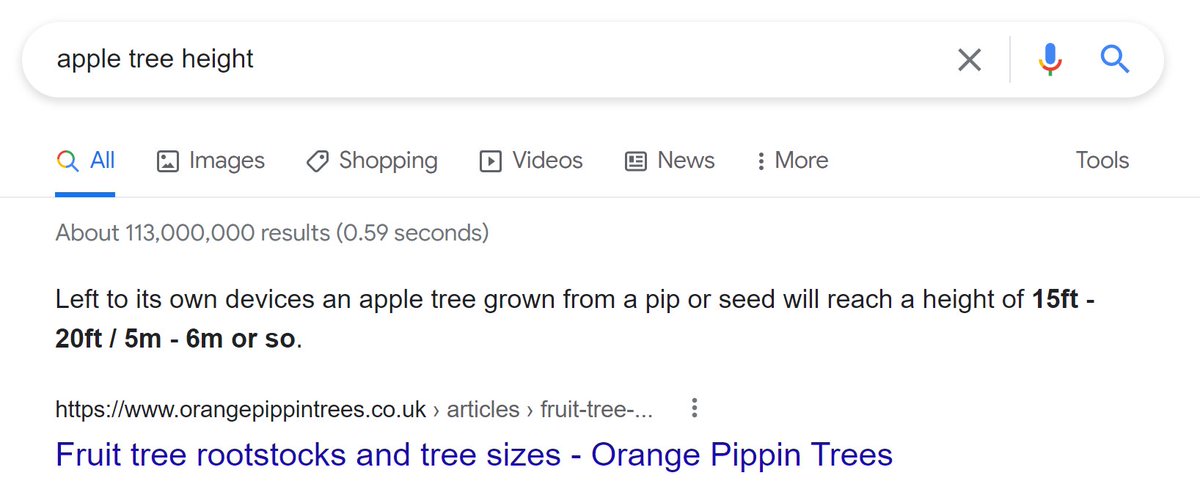 apple tree height
All Images Shopping Videos News More Tools
About 113,000,000 results (0.59 seconds)
Left to its own devices an apple tree grown from a pip or seed will reach a height of 15ft -
20ft / 5m - 6m or so.
https://www.orangepippintrees.co.uk › articles › fruit-tree-...
Fruit tree rootstocks and tree sizes - Orange Pippin Trees